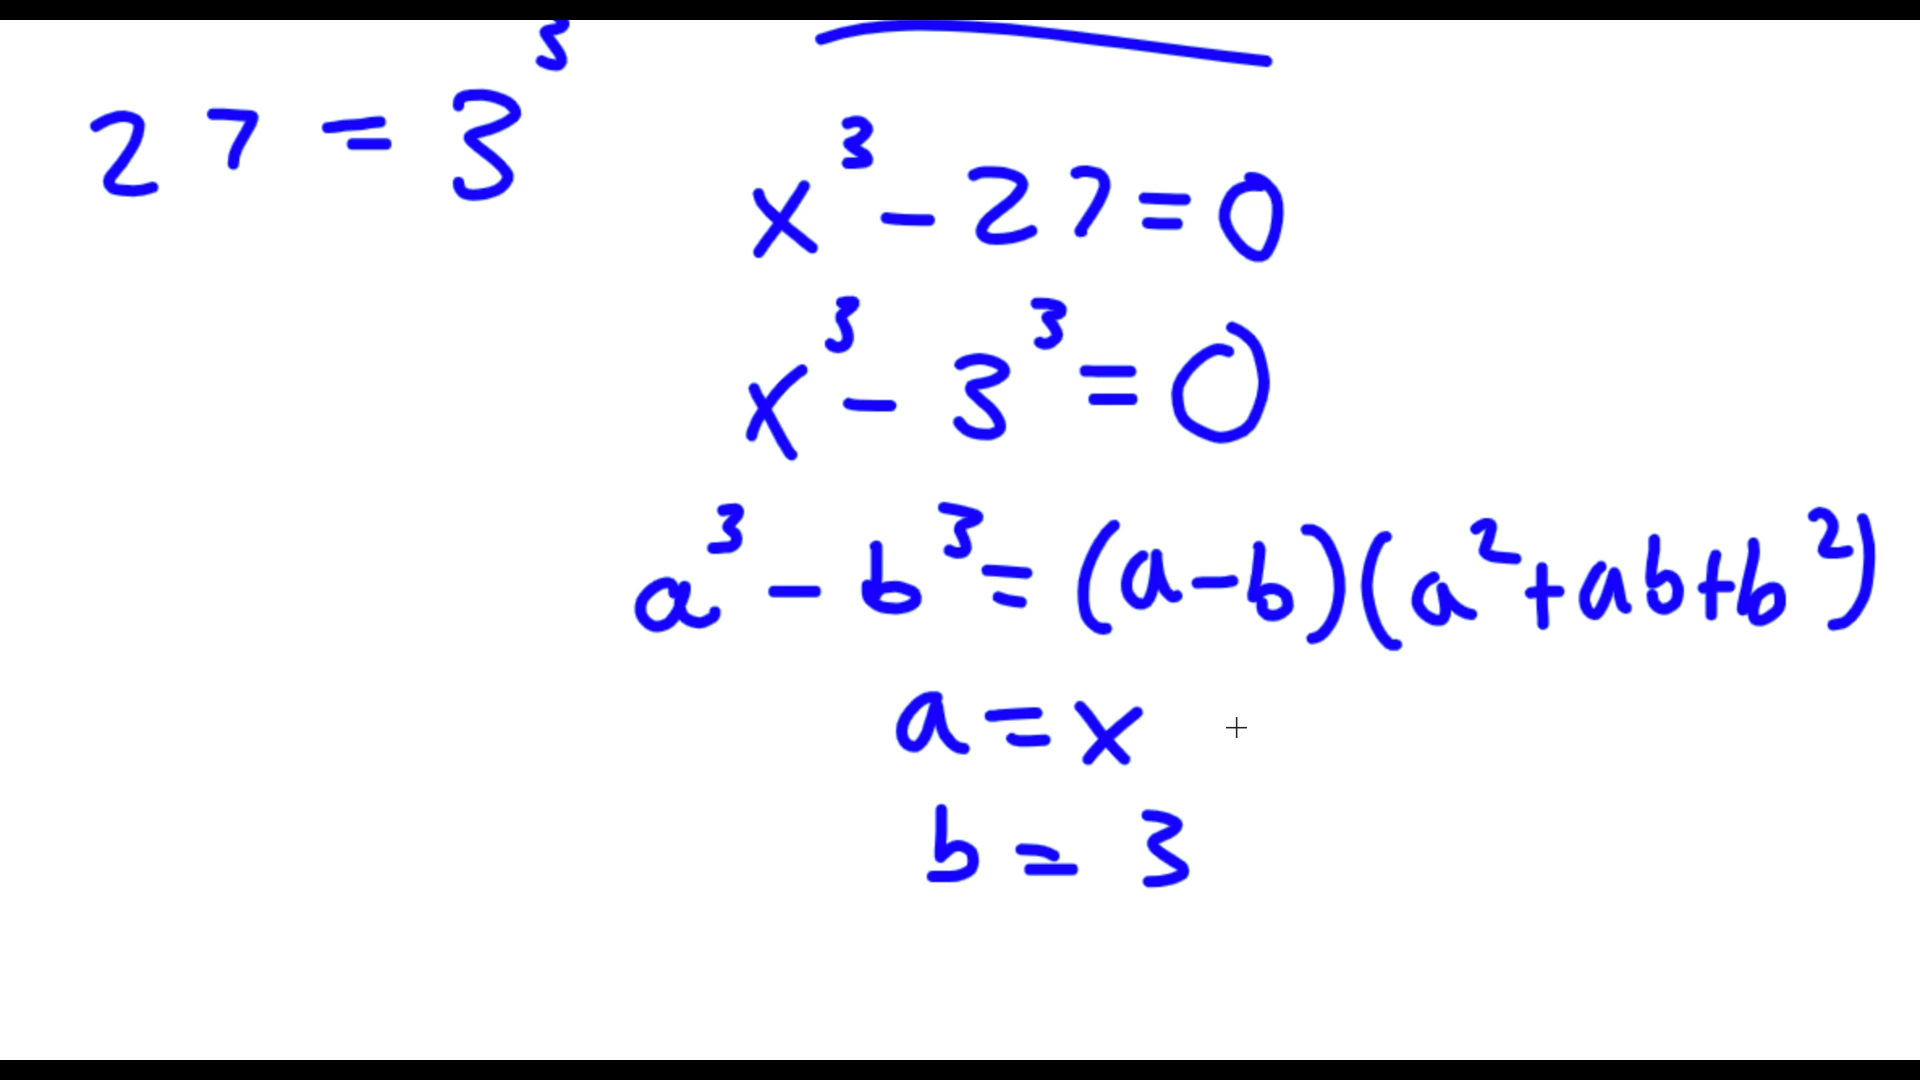 27 = 3³
x³ - 27 = 0
x³ - 3³ = 0
a³ - b³ = (a-b)(a²+ab+b²)
a = x
b = 3